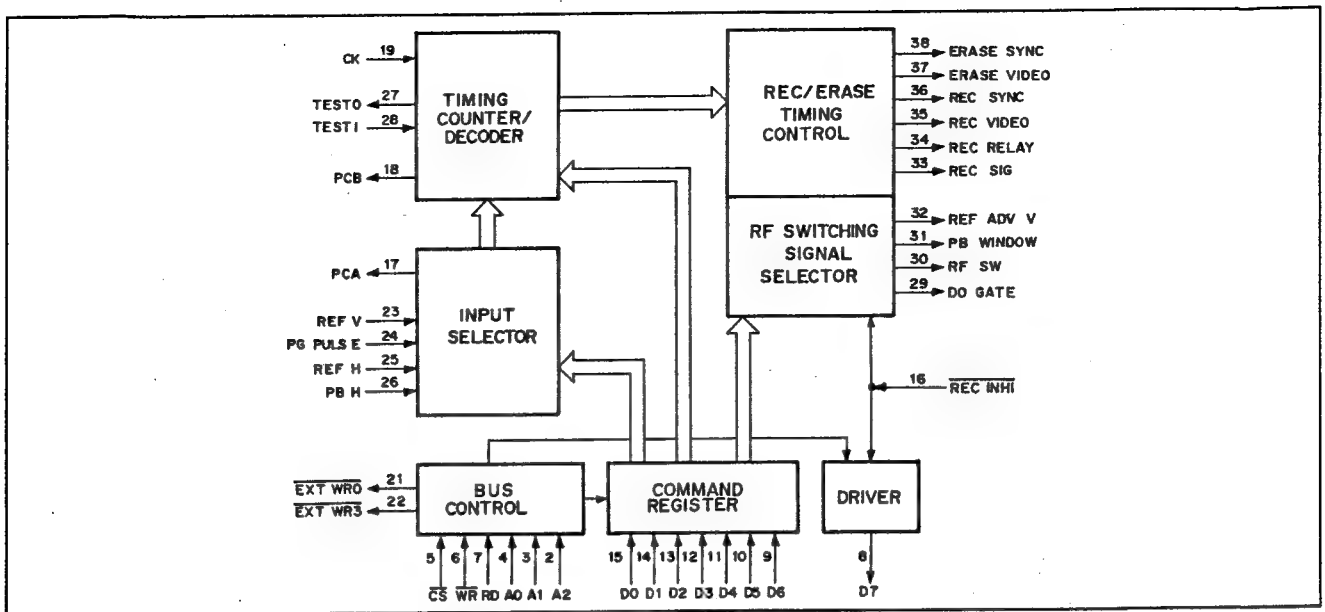 CK 19
TESTO 27
TESTI 28
PCB 18
TIMING
COUNTER/
DECODER
REC/ERASE
TIMING
CONTROL
38 ERASE SYNC
37 ERASE VIDEO
36 REC SYNC
35 REC VIDEO
34 REC RELAY
33 REC SIG
RF SWITCHING
SIGNAL
SELECTOR
32 REF ADV V
31 PB WINDOW
30 RF SW
29 DO GATE
PCA 17
REF V 23
PG PULSE 24
REF H 25
PB H 26
INPUT
SELECTOR
16 REC INHI
EXT WRO 21
EXT WR3 22
BUS
CONTROL
COMMAND
REGISTER
DRIVER
5 6 7 4 3 2
15 14 13 12 11 10 9
8
CS WR RD A0 A1 A2
D0 D1 D2 D3 D4 D5 D6
D7